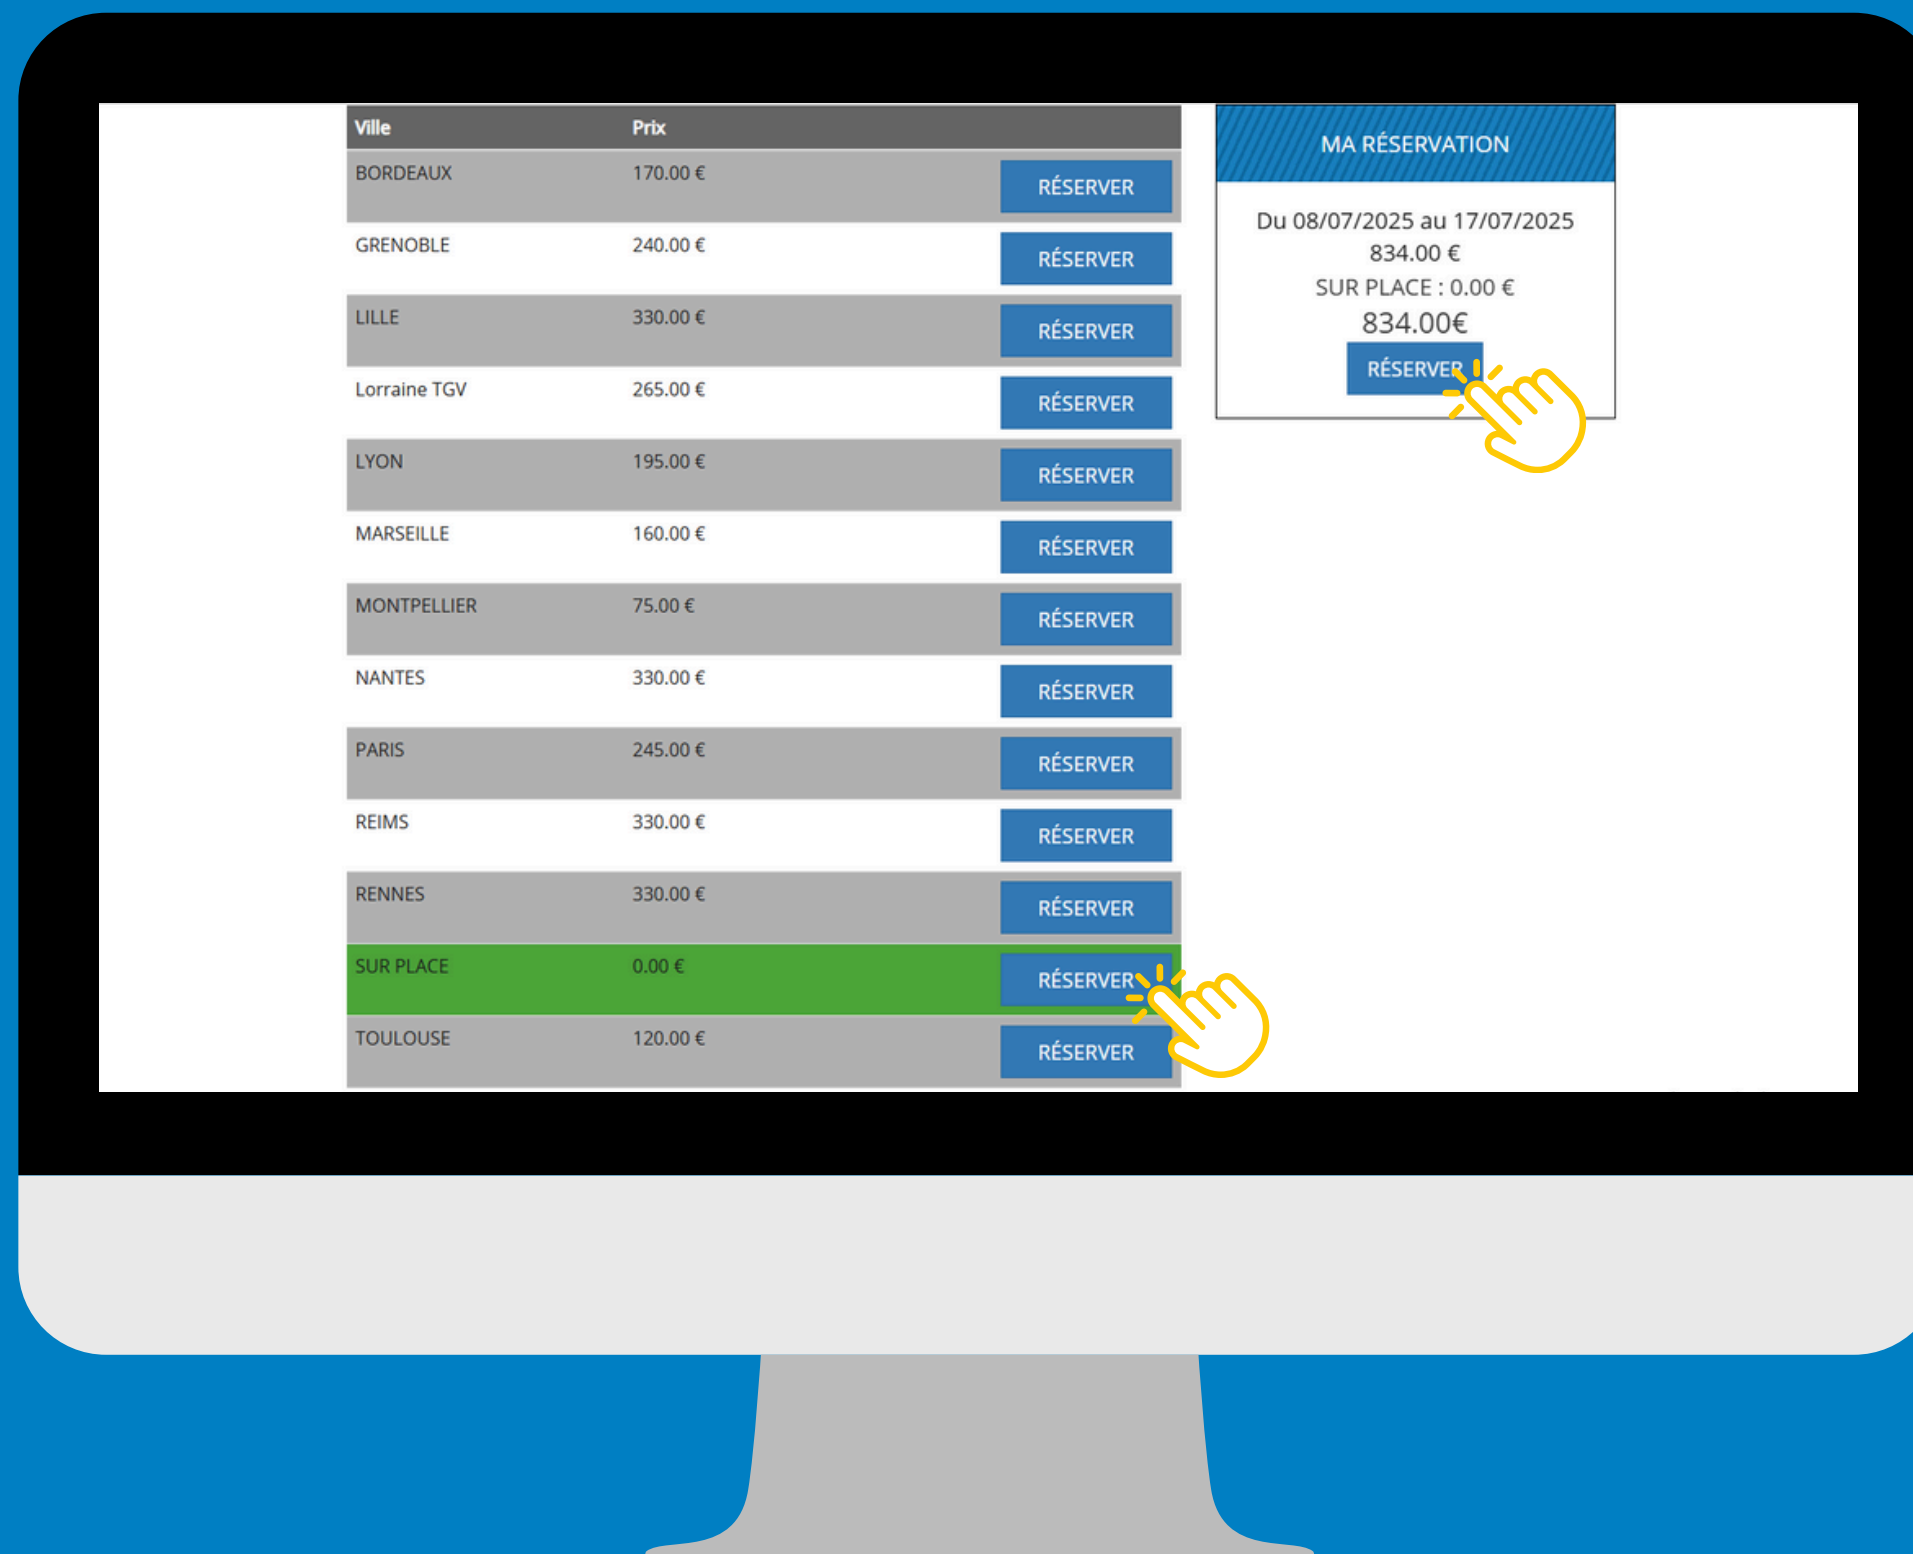 Ville Prix
BORDEAUX 170.00 € RÉSERVER
GRENOBLE 240.00 € RÉSERVER
LILLE 330.00 € RÉSERVER
Lorraine TGV 265.00 € RÉSERVER
LYON 195.00 € RÉSERVER
MARSEILLE 160.00 € RÉSERVER
MONTPELLIER 75.00 € RÉSERVER
NANTES 330.00 € RÉSERVER
PARIS 245.00 € RÉSERVER
REIMS 330.00 € RÉSERVER
RENNES 330.00 € RÉSERVER
SUR PLACE 0.00 € RÉSERVER
TOULOUSE 120.00 € RÉSERVER
MA RÉSERVATION
Du 08/07/2025 au 17/07/2025
834.00 €
SUR PLACE : 0.00 €
834.00€
RÉSERVER